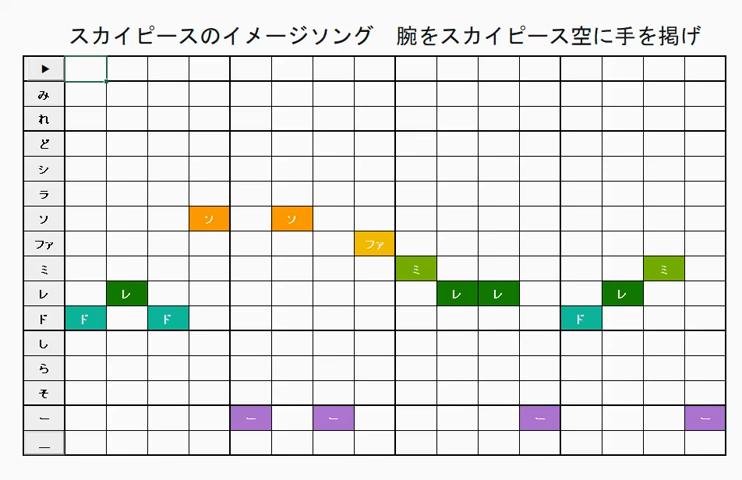 スカイピースのイメージソング　腕をスカイピース空に手を掲げ
▶
み
れ
ど
シ
ラ
ソ ソ ソ
ファ ファ
ミ ミ ミ
レ レ レ レ レ
ド ド ド ド
し
ら
そ
ー ー ー ー ー
＿